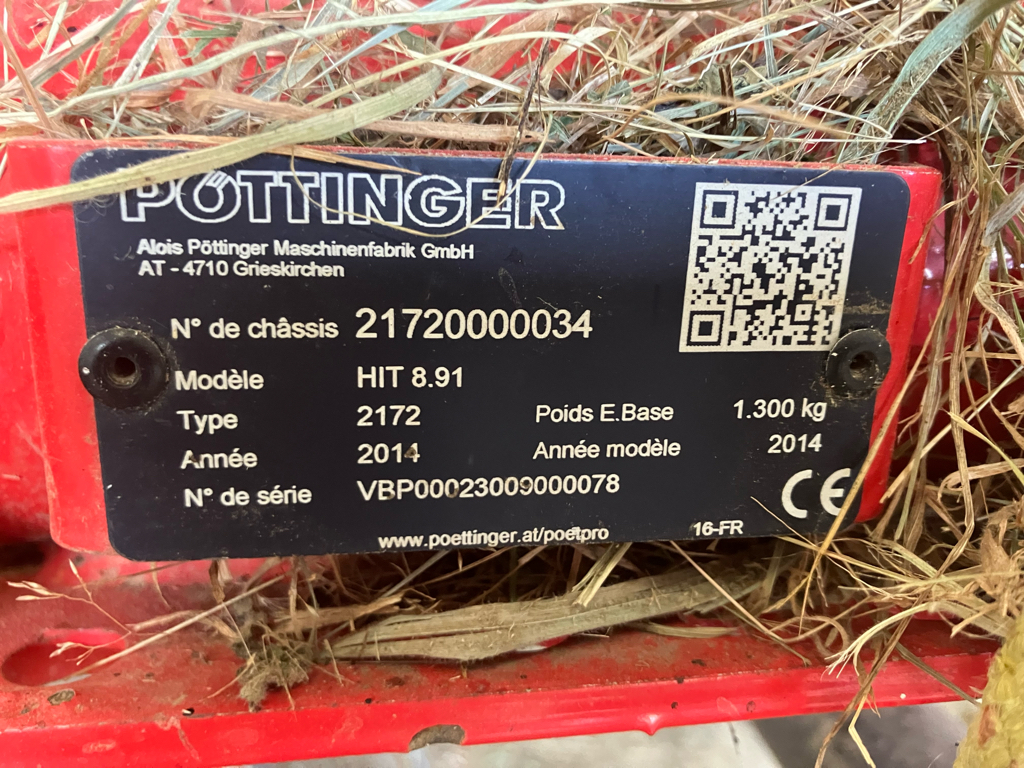 PÖTTINGER
Alois Pöttinger Maschinenfabrik GmbH
AT - 4710 Grieskirchen
N° de châssis 21720000034
Modèle HIT 8.91
Type 2172 Poids E.Base 1.300 kg
Année 2014 Année modèle 2014
N° de série VBP00023009000078
CE
www.poettinger.at/poetpro 16-FR